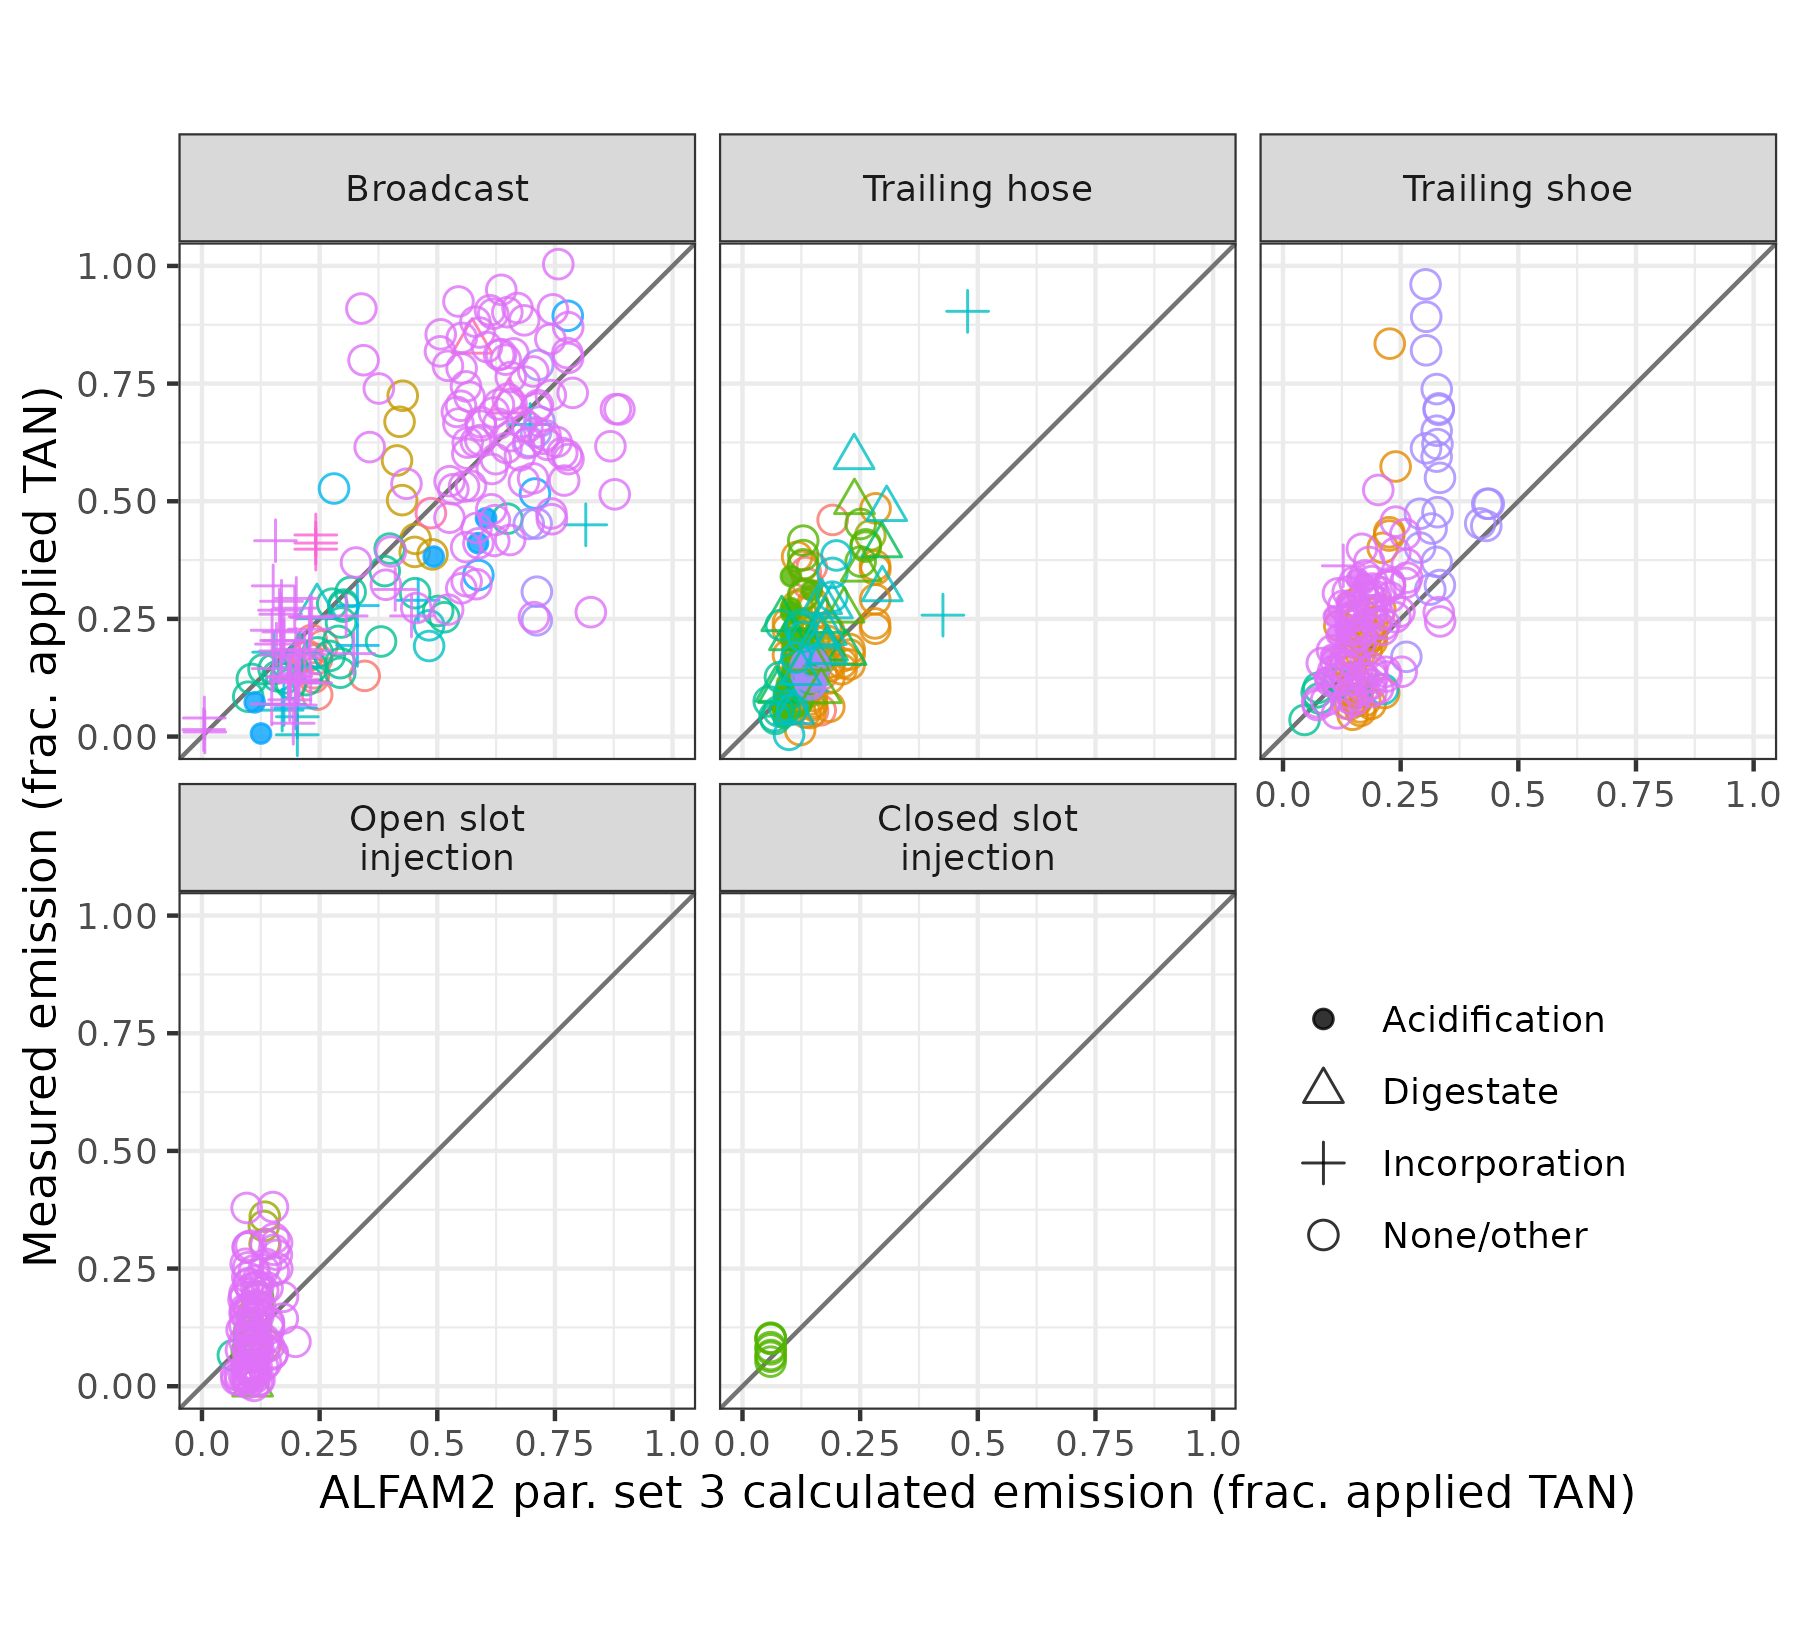 Broadcast
Trailing hose
Trailing shoe
1.00
0.75
0.50
0.25
0.00
0.0 0.25 0.5 0.75 1.0
Measured emission (frac. applied TAN)
Open slot
injection
Closed slot
injection
1.00
0.75
0.50
0.25
0.00
Acidification
Digestate
Incorporation
None/other
0.0 0.25 0.5 0.75 1.0
0.0 0.25 0.5 0.75 1.0
ALFAM2 par. set 3 calculated emission (frac. applied TAN)